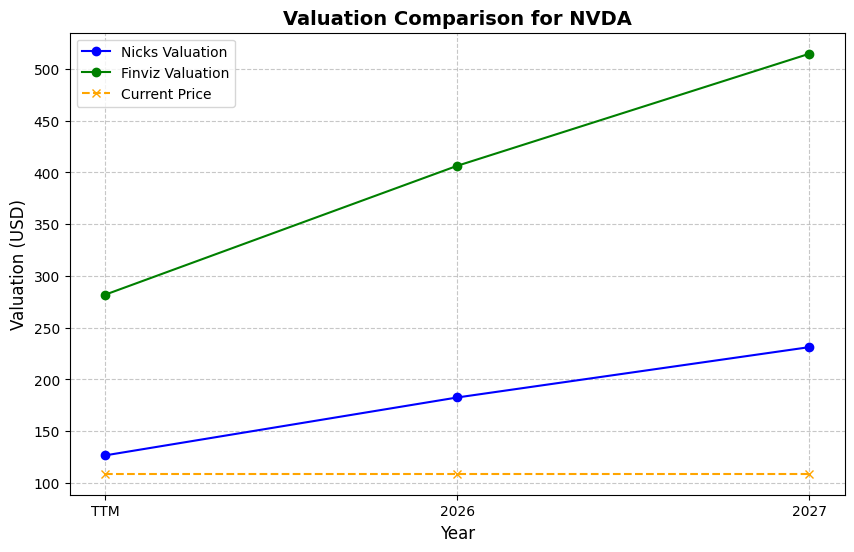 Valuation Comparison for NVDA
Nicks Valuation
Finviz Valuation
Current Price
Valuation (USD)
500
450
400
350
300
250
200
150
100
TTM
2026
2027
Year